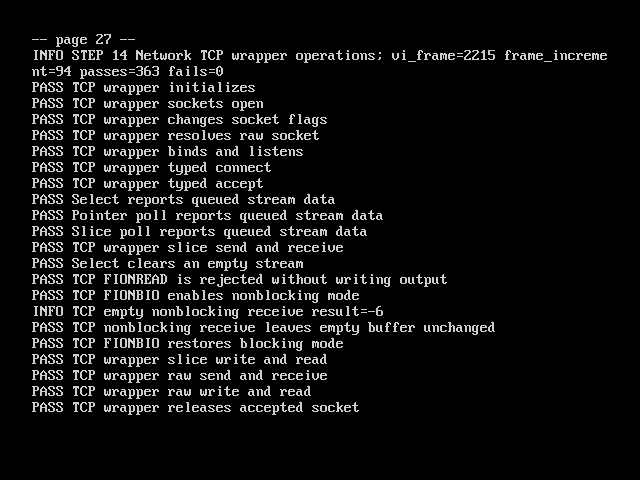 -- page 27 --
INFO STEP 14 Network TCP wrapper operations; vi_frame=2215 frame_increme
nt=94 passes=363 fails=0
PASS TCP wrapper initializes
PASS TCP wrapper sockets open
PASS TCP wrapper changes socket flags
PASS TCP wrapper resolves raw socket
PASS TCP wrapper binds and listens
PASS TCP wrapper typed connect
PASS TCP wrapper typed accept
PASS Select reports queued stream data
PASS Pointer poll reports queued stream data
PASS Slice poll reports queued stream data
PASS TCP wrapper slice send and receive
PASS Select clears an empty stream
PASS TCP FIONREAD is rejected without writing output
PASS TCP FIONBIO enables nonblocking mode
INFO TCP empty nonblocking receive result=-6
PASS TCP nonblocking receive leaves empty buffer unchanged
PASS TCP FIONBIO restores blocking mode
PASS TCP wrapper slice write and read
PASS TCP wrapper raw send and receive
PASS TCP wrapper raw write and read
PASS TCP wrapper releases accepted socket